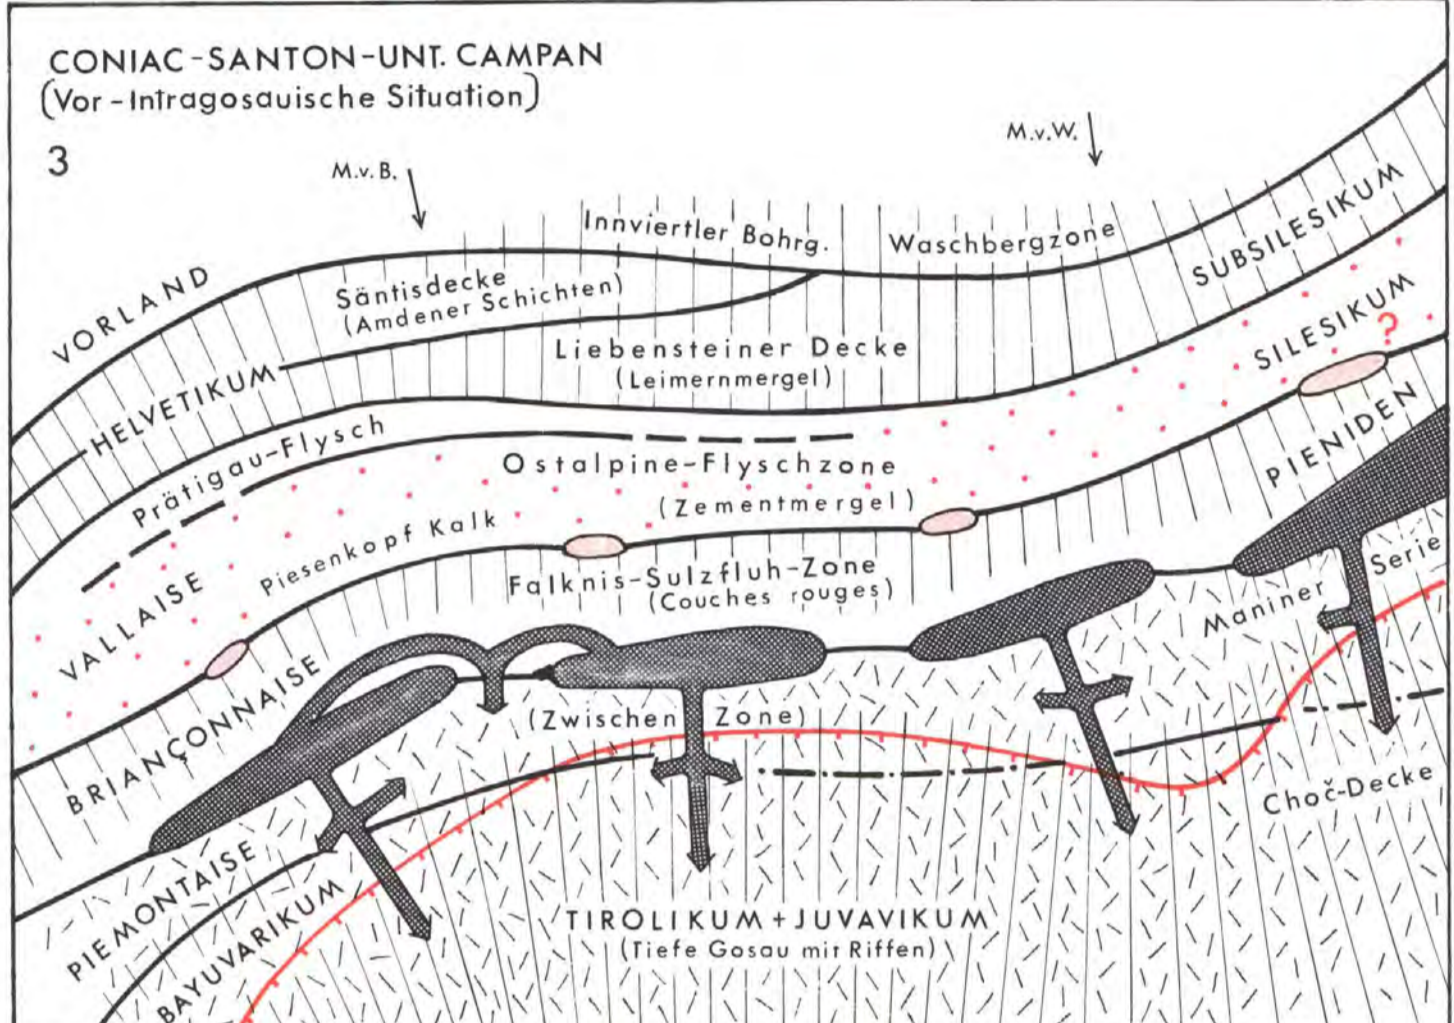 CONIAC-SANTON-UNT. CAMPAN
(Vor-Intragosauische Situation)
3
M.v.B.
M.v.W.
Innviertler Bohrg.
Waschbergzone
SUBSILESIKUM
VORLAND
Säntisdecke
(Amdener Schichten)
SILESIKUM
?
HELVETIKUM
Liebensteiner Decke
(Leimernmergel)
Prätigau-Flysch
Ostalpine-Flyschzone
(Zementmergel)
PIENIDEN
Piesenkopf Kalk
VALLAISE
Falknis-Sulzfluh-Zone
(Couches rouges)
Maniner Serie
BRIANÇONNAISE
(Zwischen Zone)
Choč-Decke
PIEMONTAISE
BAYUVARIKUM
TIROLIKUM+JUVAVIKUM
(Tiefe Gosau mit Riffen)